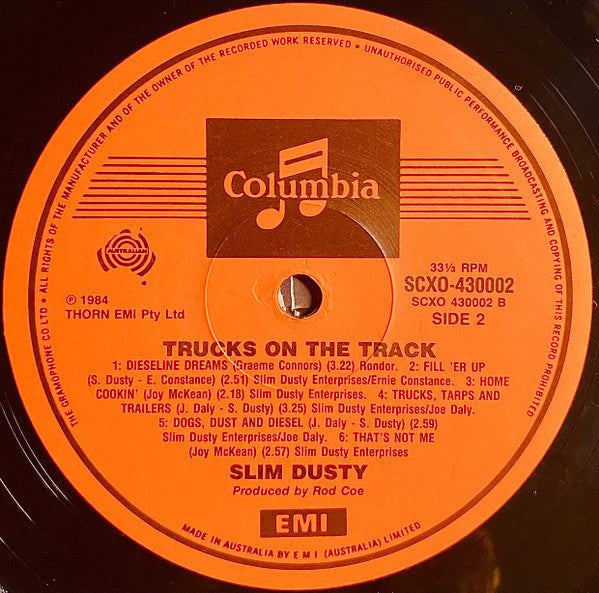 THE GRAMOPHONE CO LTD • ALL RIGHTS OF THE MANUFACTURER AND OF THE OWNER OF THE RECORDED WORK RESERVED • UNAUTHORISED PUBLIC PERFORMANCE BROADCASTING AND COPYING OF THIS RECORD PROHIBITED
Columbia
AUSTRALIAN
℗ 1984
THORN EMI Pty Ltd
33⅓ RPM
SCXO-430002
SCXO 430002 B
SIDE 2
TRUCKS ON THE TRACK
1: DIESELINE DREAMS (Graeme Connors) (3.22) Rondor. 2: FILL 'ER UP
(S. Dusty - E. Constance) (2.51) Slim Dusty Enterprises/Ernie Constance. 3: HOME
COOKIN' (Joy McKean) (2.18) Slim Dusty Enterprises. 4: TRUCKS, TARPS AND
TRAILERS (J. Daly - S. Dusty) (3.25) Slim Dusty Enterprises/Joe Daly.
5: DOGS, DUST AND DIESEL (J. Daly - S. Dusty) (2.59)
Slim Dusty Enterprises/Joe Daly. 6: THAT'S NOT ME
(Joy McKean) (2.57) Slim Dusty Enterprises
SLIM DUSTY
Produced by Rod Coe
EMI
MADE IN AUSTRALIA BY E M I (AUSTRALIA) LIMITED